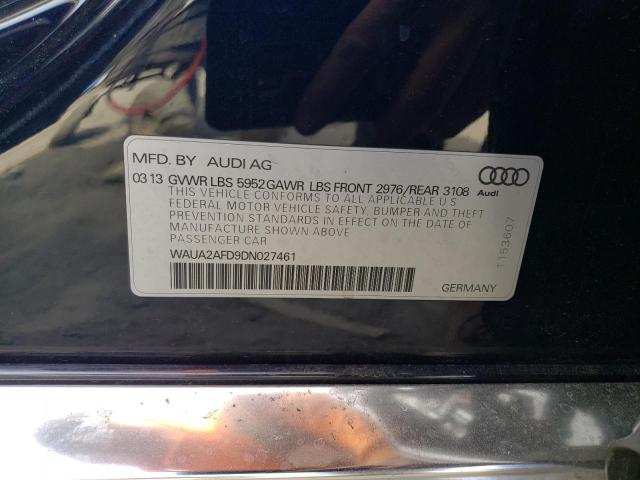 MFD. BY AUDI AG
03 13 GVWR LBS 5952 GAWR LBS FRONT 2976/REAR 3108
THIS VEHICLE CONFORMS TO ALL APPLICABLE U S
FEDERAL MOTOR VEHICLE SAFETY, BUMPER AND THEFT
PREVENTION STANDARDS IN EFFECT ON THE DATE OF
MANUFACTURE SHOWN ABOVE
PASSENGER CAR
WAUA2AFD9DN027461
Audi
1153607
GERMANY